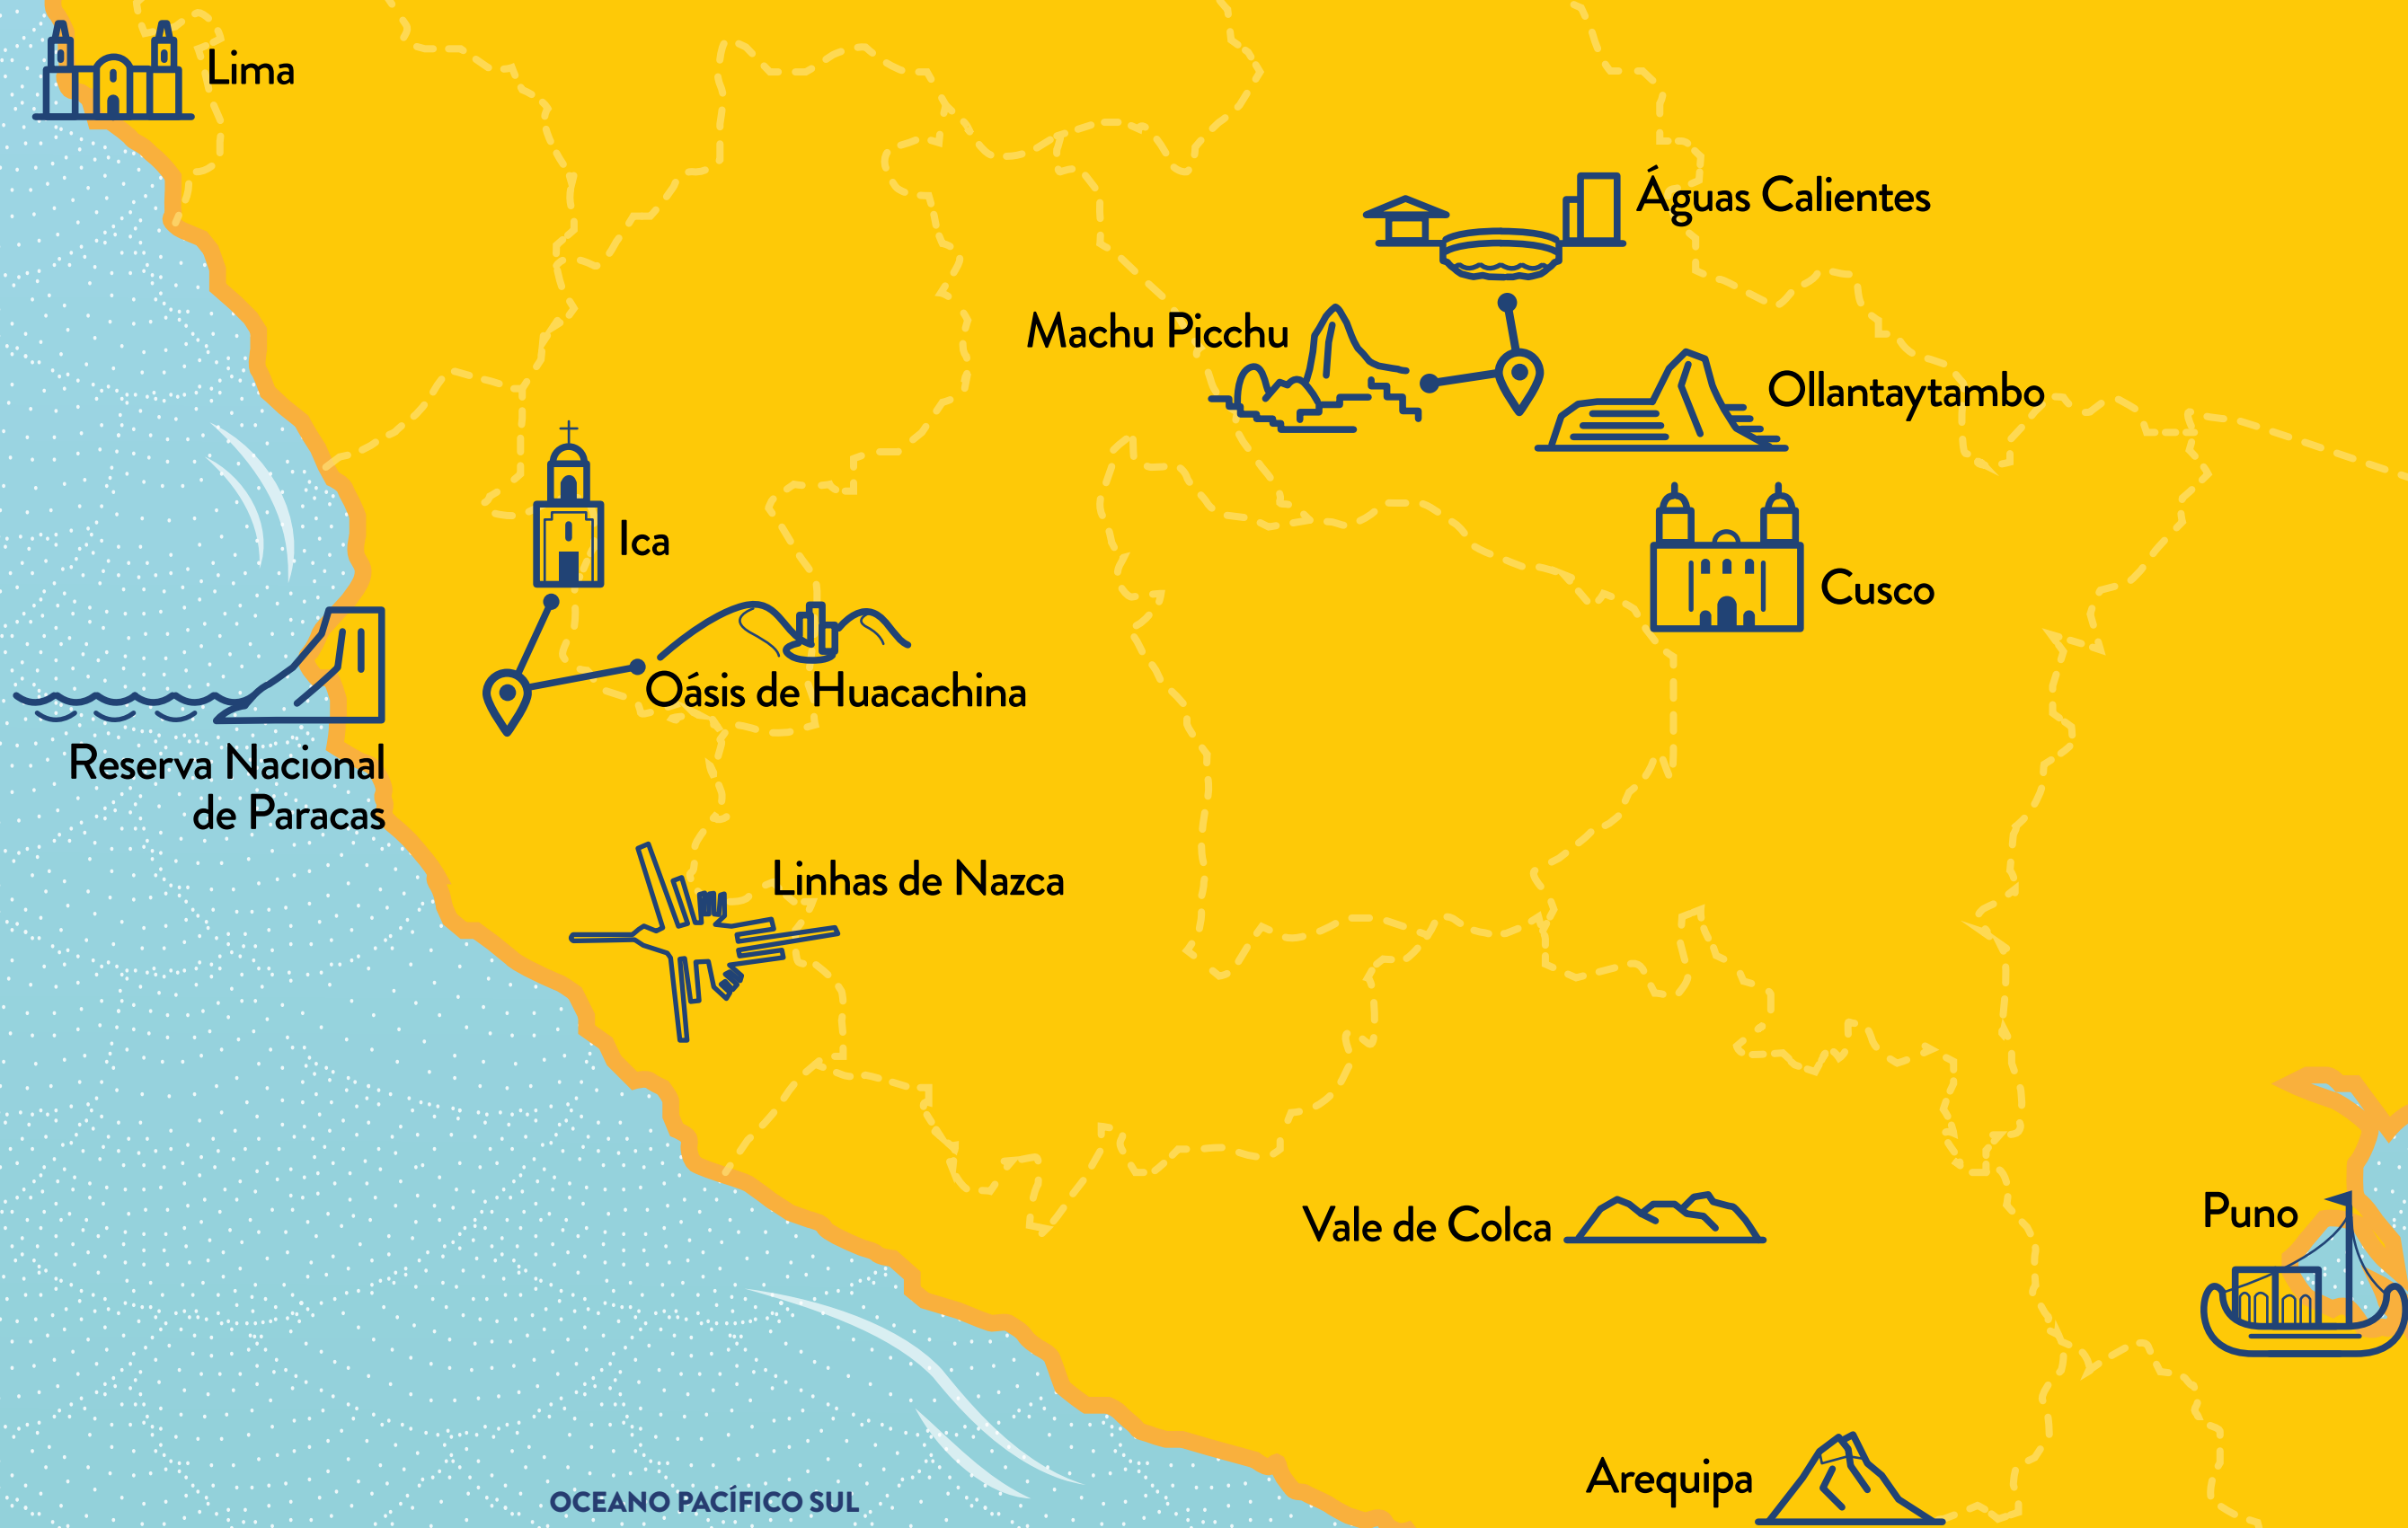 Lima
Águas Calientes
Machu Picchu
Ollantaytambo
Ica
Cusco
Oásis de Huacachina
Reserva Nacional
de Paracas
Linhas de Nazca
Vale de Colca
Puno
Arequipa
OCEANO PACÍFICO SUL